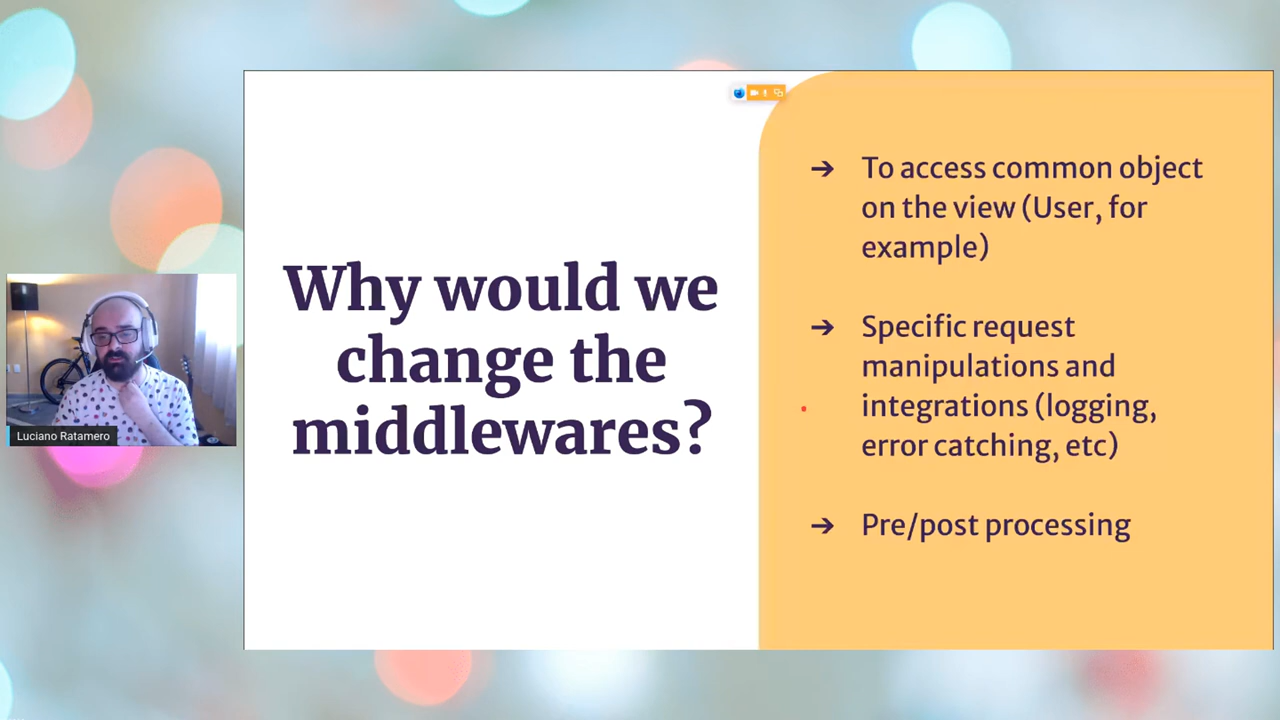 Why would we
change the
middlewares?
➔ To access common object
on the view (User, for
example)
➔ Specific request
manipulations and
integrations (logging,
error catching, etc)
➔ Pre/post processing
Luciano Ratamero